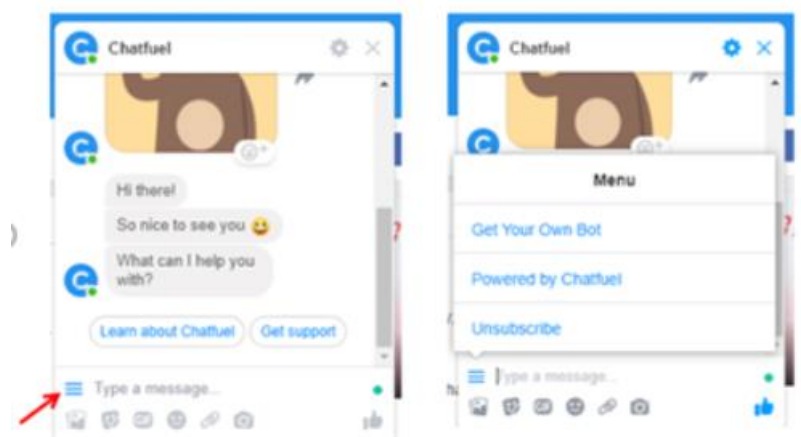 Chatfuel
Hi there!
So nice to see you 😀
What can I help you
with?
Learn about Chatfuel
Get support
Type a message...
Chatfuel
Menu
Get Your Own Bot
Powered by Chatfuel
Unsubscribe
Type a message...